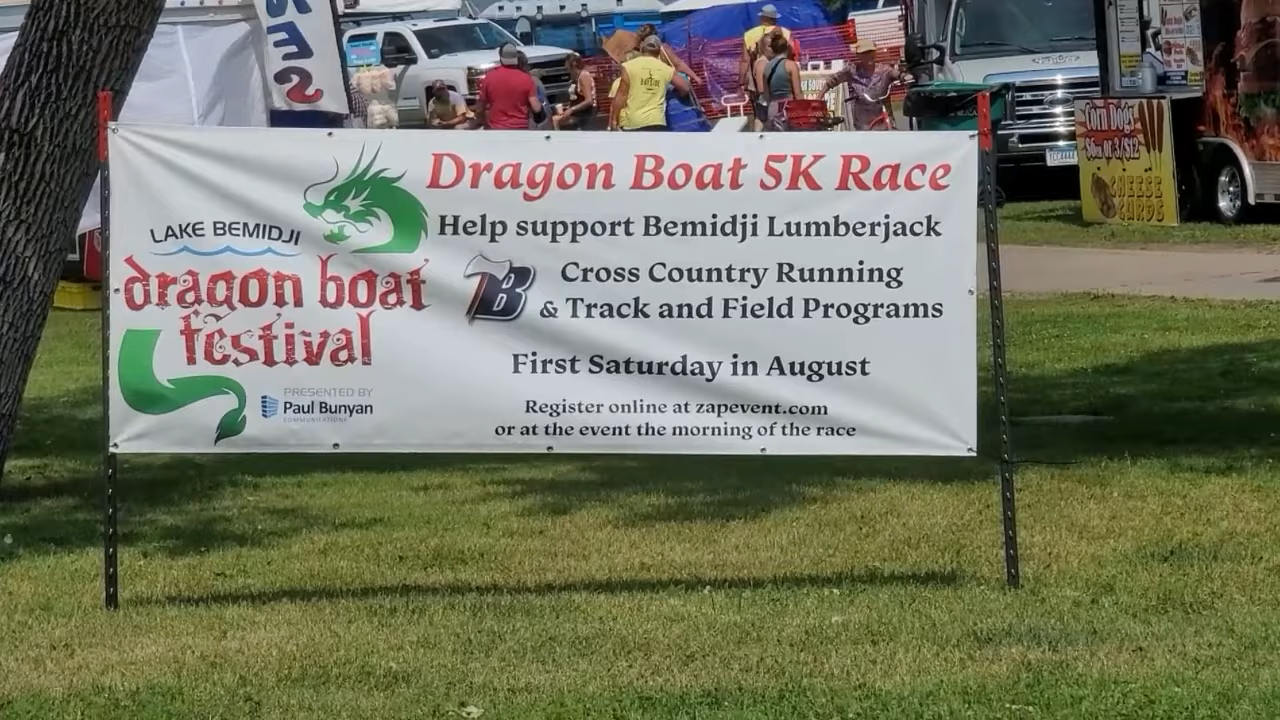 LAKE BEMIDJI
dragon boat
festival
PRESENTED BY
Paul Bunyan
COMMUNICATIONS
Dragon Boat 5K Race
Help support Bemidji Lumberjack
B
Cross Country Running
& Track and Field Programs
First Saturday in August
Register online at zapevent.com
or at the event the morning of the race
Corn Dogs
CHEESE
CURDS